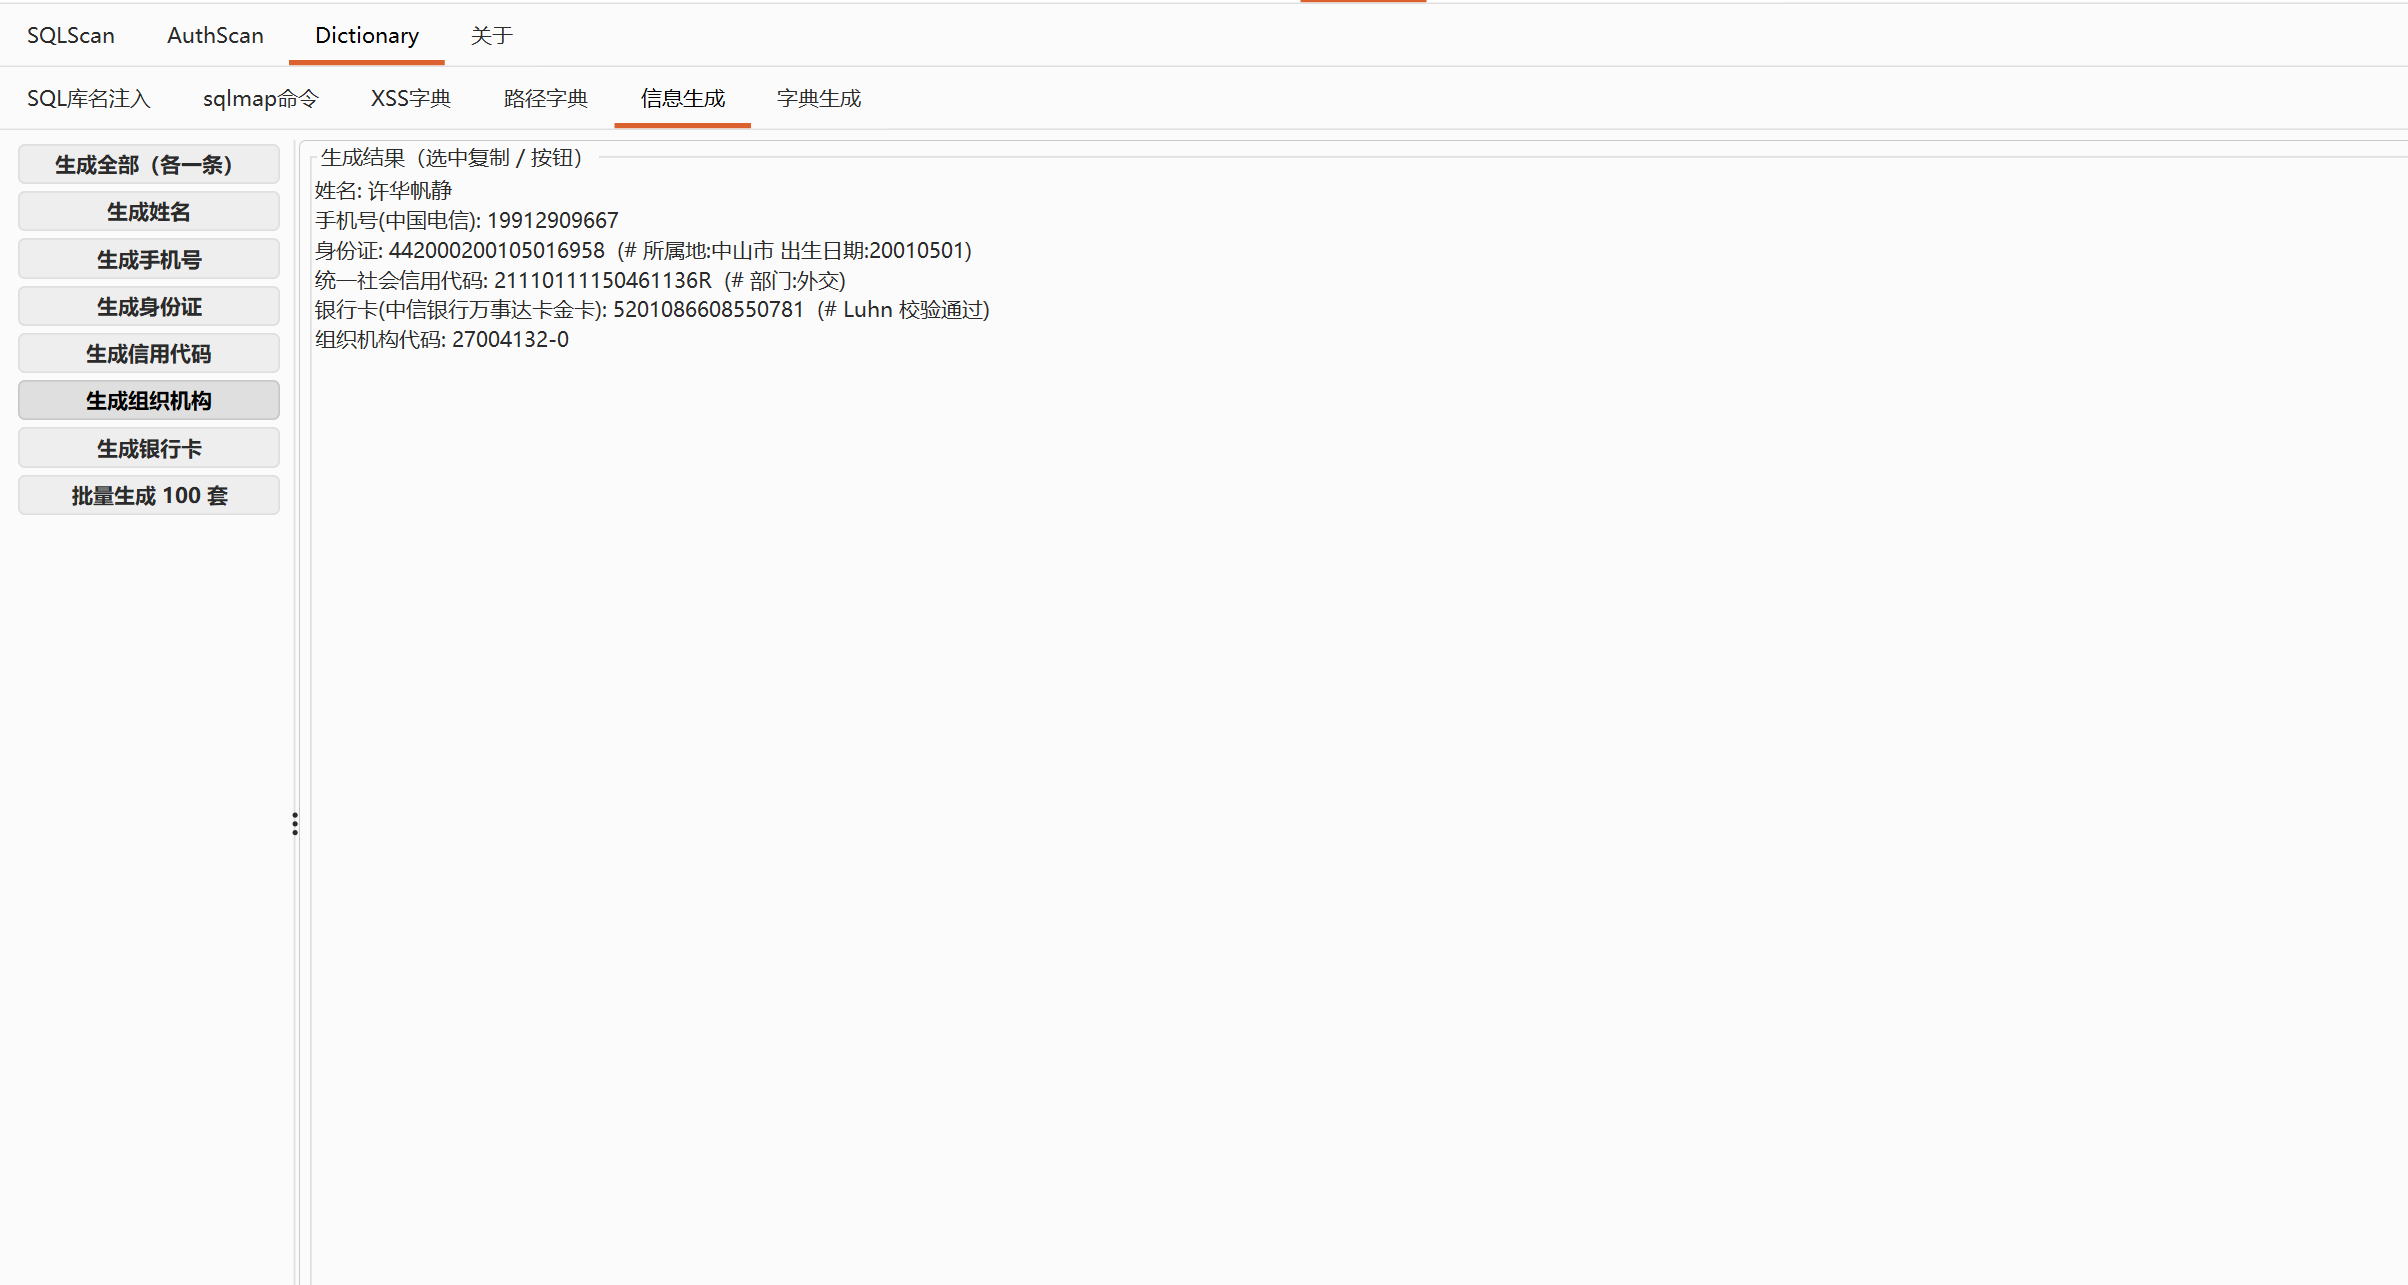 SQLScan AuthScan Dictionary 关于
SQL库名注入 sqlmap命令 XSS字典 路径字典 信息生成 字典生成
生成全部（各一条）
生成姓名
生成手机号
生成身份证
生成信用代码
生成组织机构
生成银行卡
批量生成 100 套
生成结果（选中复制 / 按钮）
姓名: 许华帆静
手机号(中国电信): 19912909667
身份证: 442000200105016958 (# 所属地:中山市 出生日期:20010501)
统一社会信用代码: 21110111150461136R (# 部门:外交)
银行卡(中信银行万事达卡金卡): 5201086608550781 (# Luhn 校验通过)
组织机构代码: 27004132-0